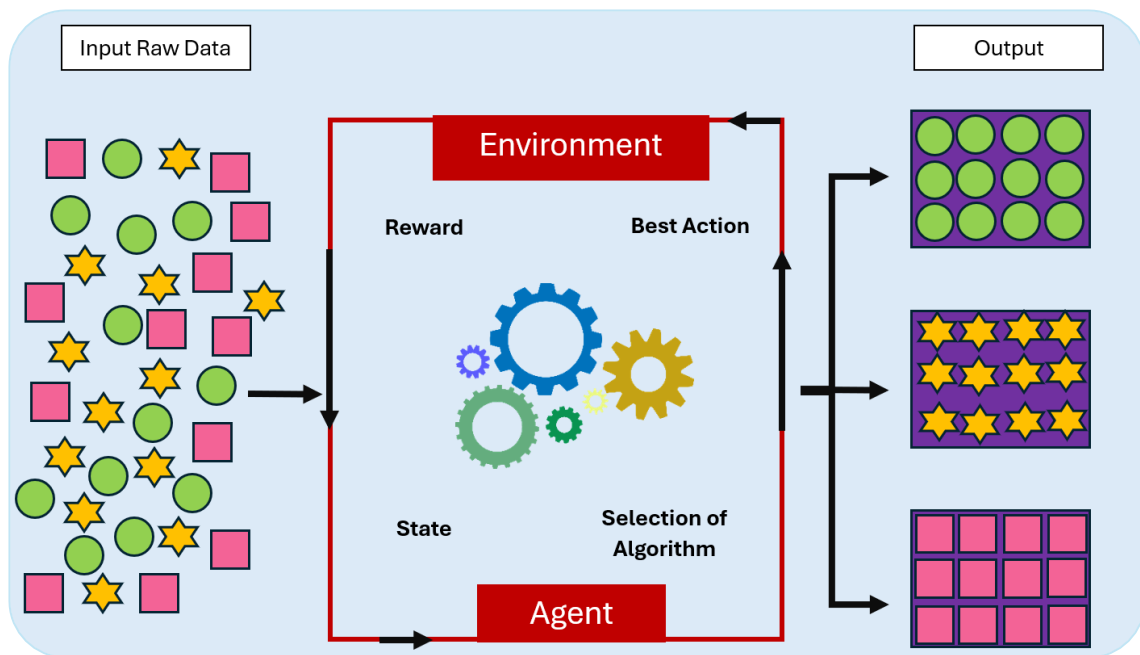 Input Raw Data
Output
Environment
Reward
Best Action
State
Selection of
Algorithm
Agent